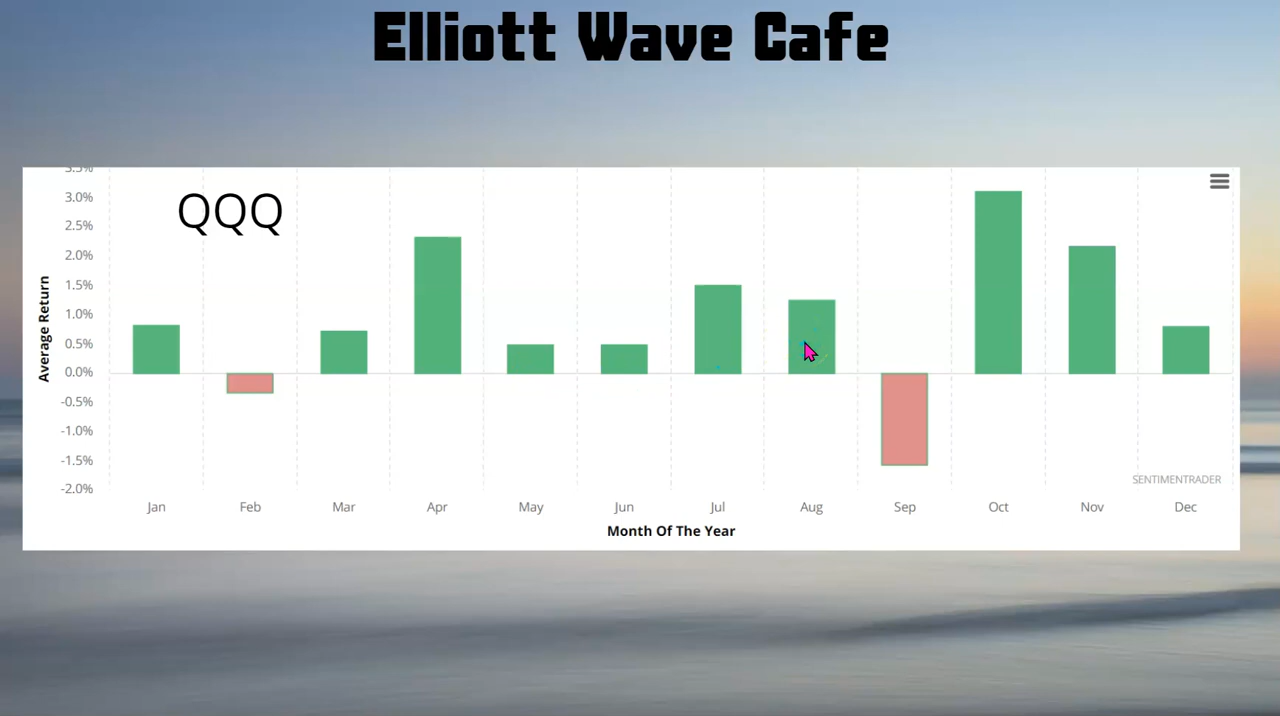 Elliott Wave Cafe
3.5%
QQQ
3.0%
2.5%
2.0%
1.5%
1.0%
0.5%
0.0%
-0.5%
-1.0%
-1.5%
-2.0%
Average Return
SENTIMENTRADER
Jan Feb Mar Apr May Jun Jul Aug Sep Oct Nov Dec
Month Of The Year